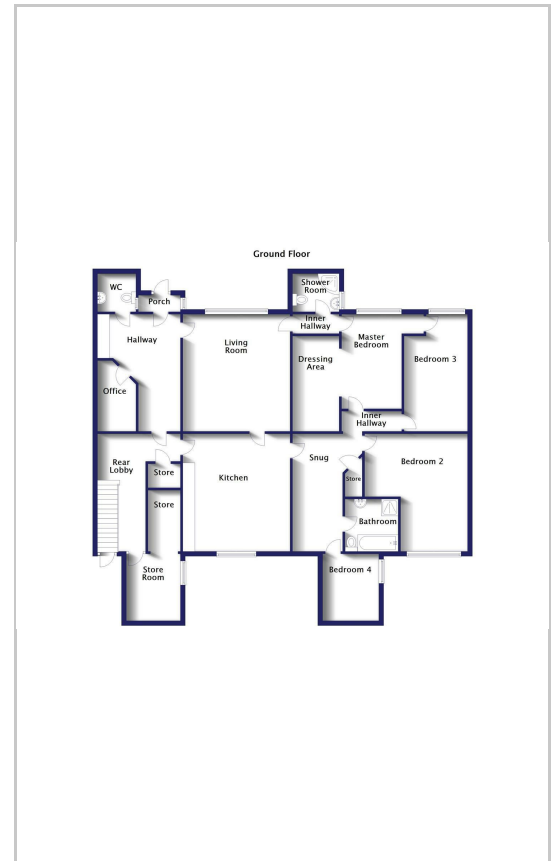 Ground Floor
WC
Porch
Shower
Room
Hallway
Living
Room
Inner
Hallway
Master
Bedroom
Dressing
Area
Bedroom 3
Office
Inner
Hallway
Rear
Lobby
Store
Kitchen
Snug
Bedroom 2
Store
Store
Bathroom
Store
Room
Bedroom 4